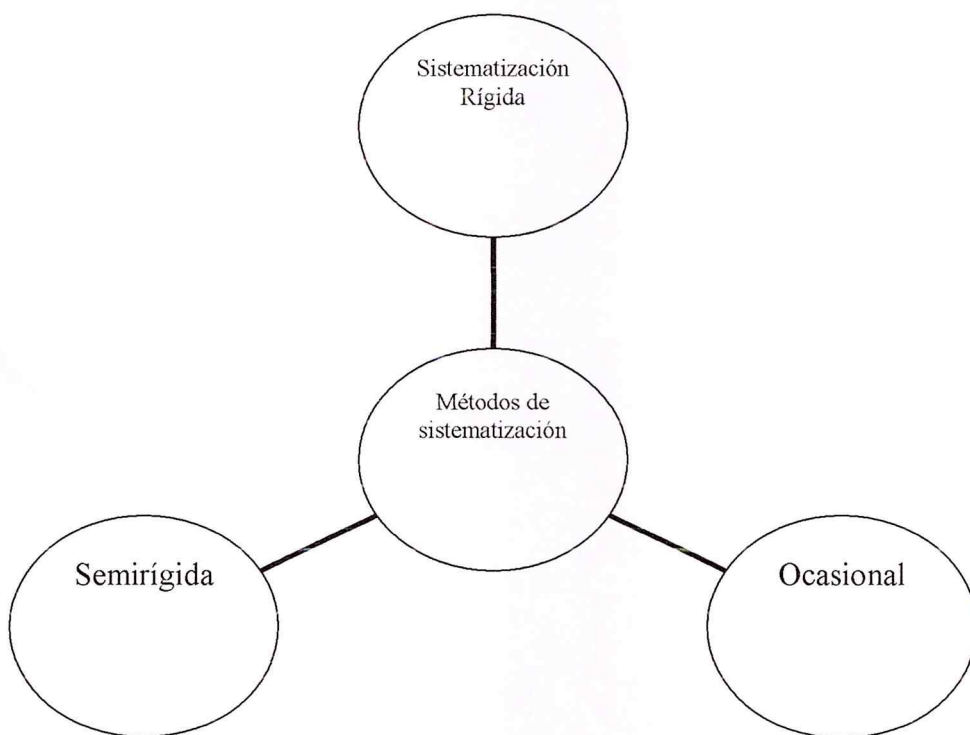 Sistematización
Rígida
Métodos de
sistematización
Semirígida
Ocasional